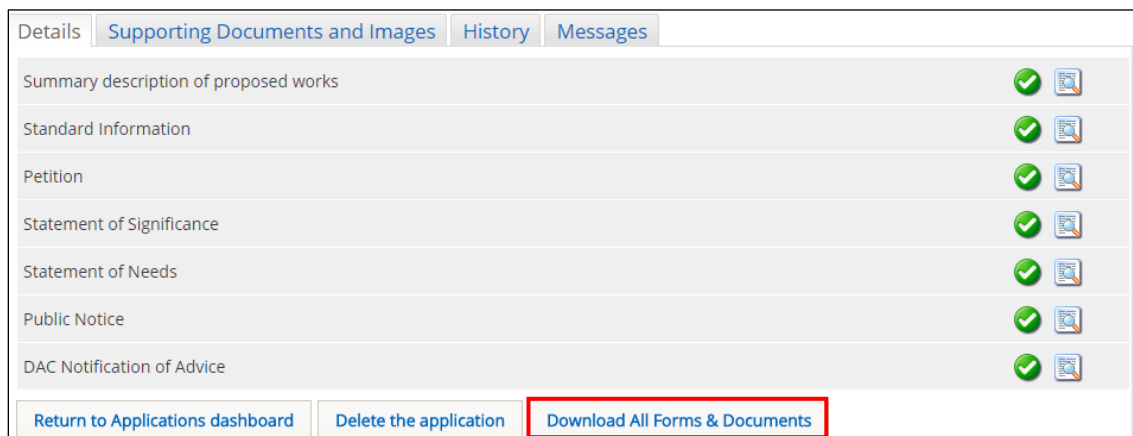 Details Supporting Documents and Images History Messages
Summary description of proposed works
Standard Information
Petition
Statement of Significance
Statement of Needs
Public Notice
DAC Notification of Advice
Return to Applications dashboard Delete the application Download All Forms & Documents